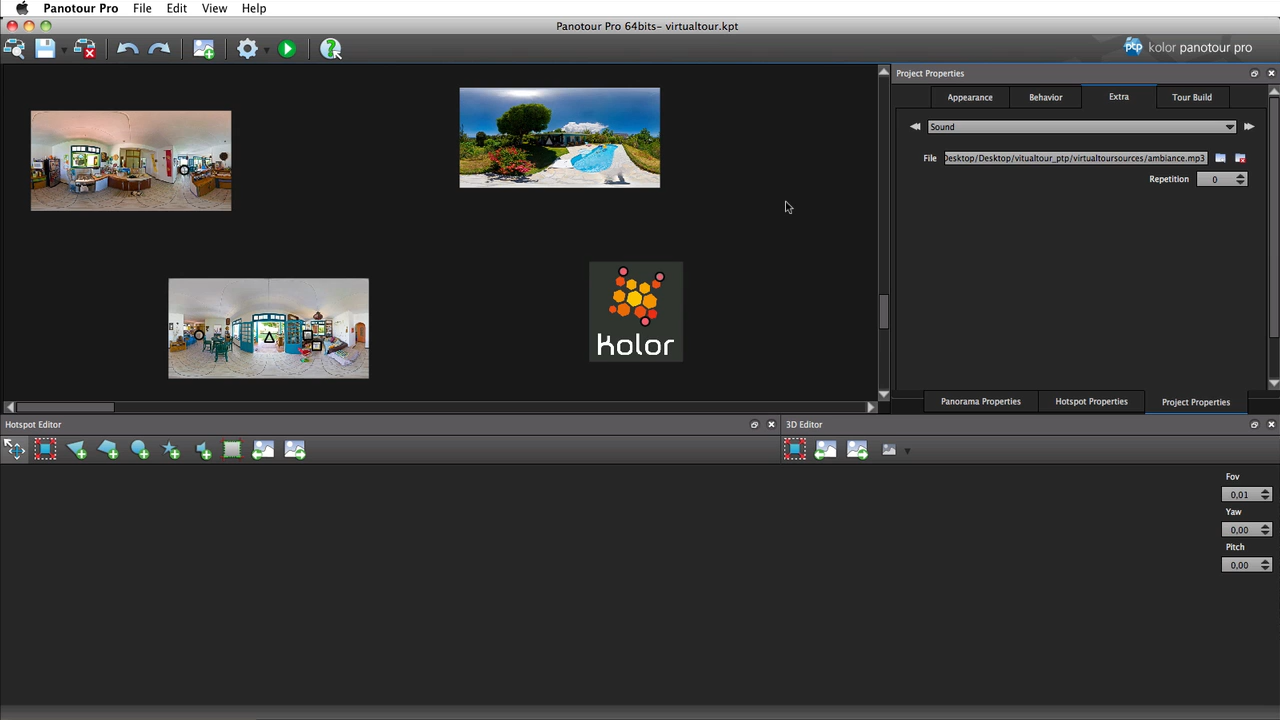 Panotour Pro File Edit View Help
Panotour Pro 64bits- virtualtour.kpt
ptp kolor panotour pro
Project Properties
Appearance Behavior Extra Tour Build
Sound
File Desktop/Desktop/vitualtour_ptp/virtualtoursources/ambiance.mp3
Repetition 0
kolor
Panorama Properties Hotspot Properties Project Properties
Hotspot Editor
3D Editor
Fov
0,01
Yaw
0,00
Pitch
0,00